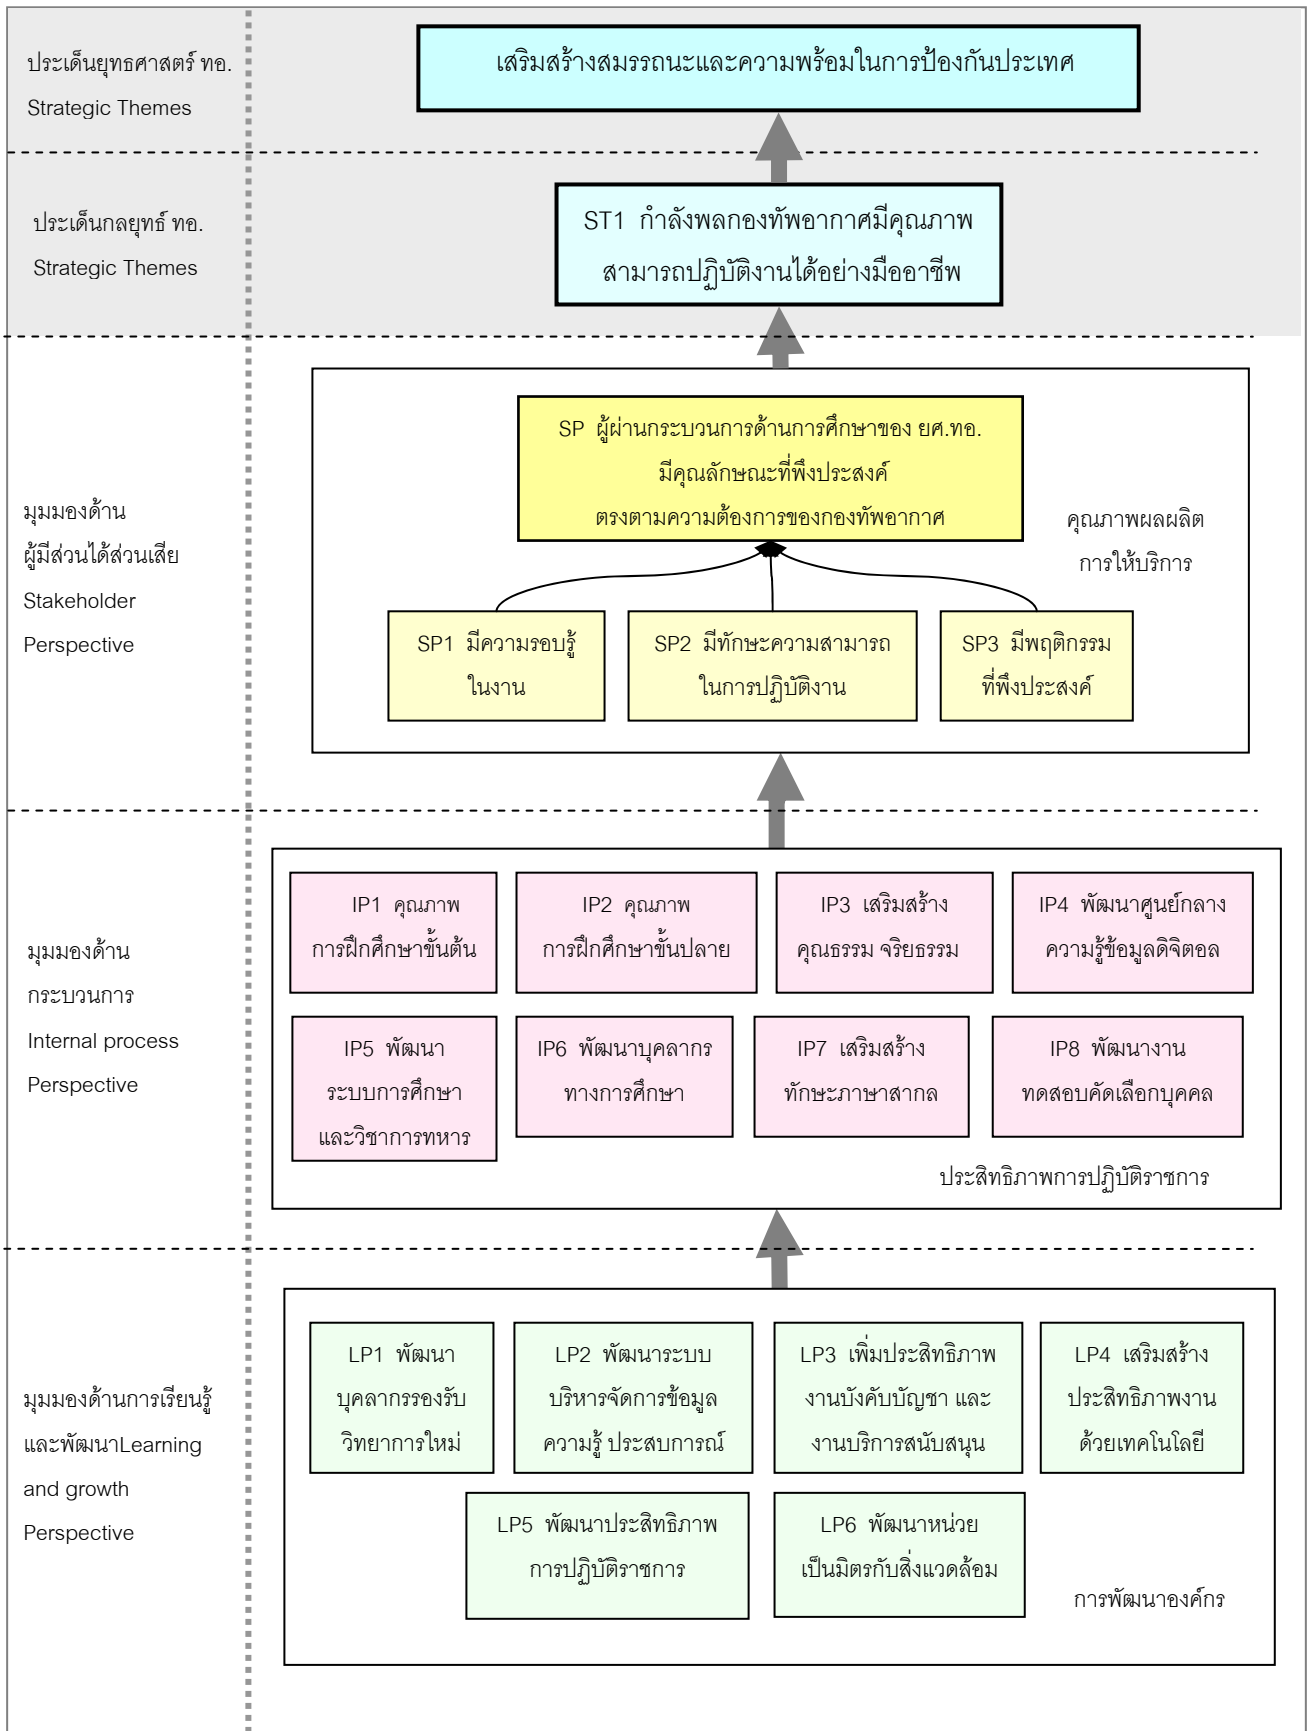 ประเด็นยุทธศาสตร์ ทอ.
Strategic Themes
เสริมสร้างสมรรถนะและความพร้อมในการป้องกันประเทศ
ประเด็นกลยุทธ์ ทอ.
Strategic Themes
ST1 กำลังพลกองทัพอากาศมีคุณภาพ
สามารถปฏิบัติงานได้อย่างมืออาชีพ
มุมมองด้าน
ผู้มีส่วนได้ส่วนเสีย
Stakeholder
Perspective
SP ผู้ผ่านกระบวนการด้านการศึกษาของ ยศ.ทอ.
มีคุณลักษณะที่พึงประสงค์
ตรงตามความต้องการของกองทัพอากาศ
คุณภาพผลผลิต
การให้บริการ
SP1 มีความรอบรู้
ในงาน
SP2 มีทักษะความสามารถ
ในการปฏิบัติงาน
SP3 มีพฤติกรรม
ที่พึงประสงค์
มุมมองด้าน
กระบวนการ
Internal process
Perspective
IP1 คุณภาพ
การฝึกศึกษาขั้นต้น
IP2 คุณภาพ
การฝึกศึกษาขั้นปลาย
IP3 เสริมสร้าง
คุณธรรม จริยธรรม
IP4 พัฒนาศูนย์กลาง
ความรู้ข้อมูลดิจิตอล
IP5 พัฒนา
ระบบการศึกษา
และวิชาการทหาร
IP6 พัฒนาบุคลากร
ทางการศึกษา
IP7 เสริมสร้าง
ทักษะภาษาสากล
IP8 พัฒนางาน
ทดสอบคัดเลือกบุคคล
ประสิทธิภาพการปฏิบัติราชการ
มุมมองด้านการเรียนรู้
และพัฒนาLearning
and growth
Perspective
LP1 พัฒนา
บุคลากรรองรับ
วิทยาการใหม่
LP2 พัฒนาระบบ
บริหารจัดการข้อมูล
ความรู้ ประสบการณ์
LP3 เพิ่มประสิทธิภาพ
งานบังคับบัญชา และ
งานบริการสนับสนุน
LP4 เสริมสร้าง
ประสิทธิภาพงาน
ด้วยเทคโนโลยี
LP5 พัฒนาประสิทธิภาพ
การปฏิบัติราชการ
LP6 พัฒนาหน่วย
เป็นมิตรกับสิ่งแวดล้อม
การพัฒนาองค์กร